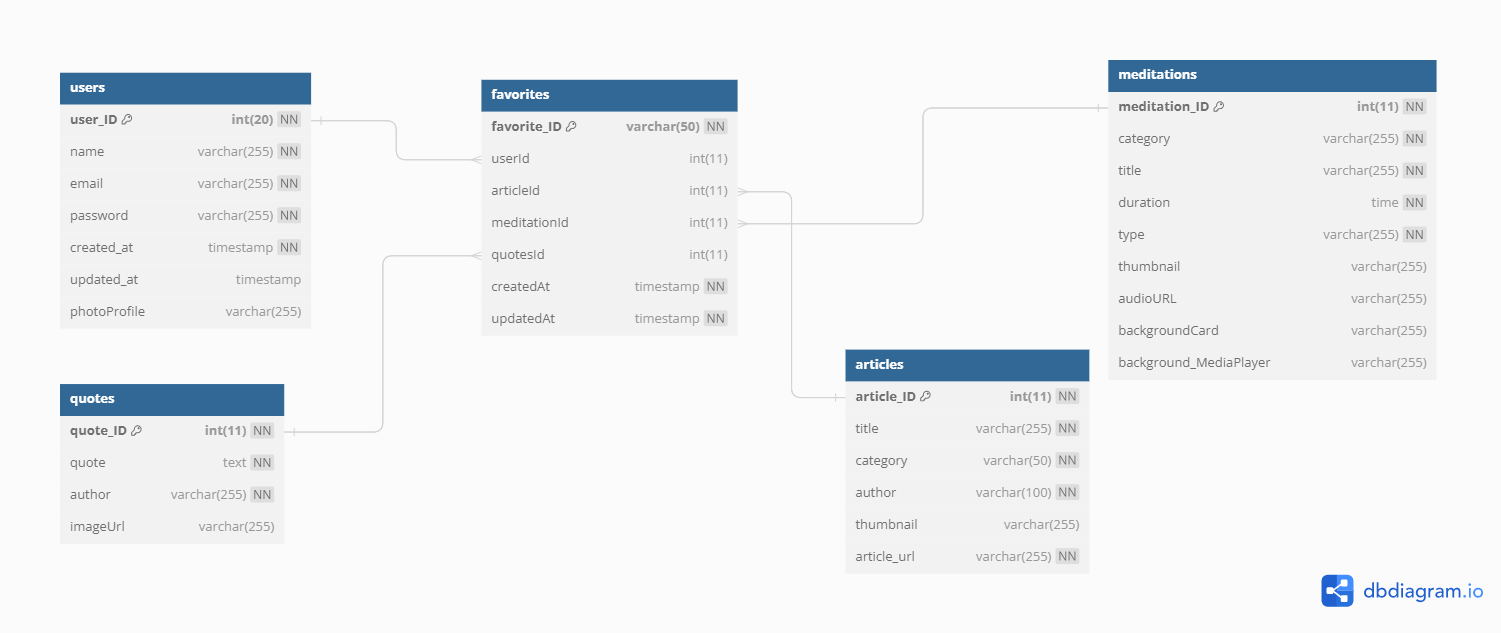 users
user_ID int(20) NN
name varchar(255) NN
email varchar(255) NN
password varchar(255) NN
created_at timestamp NN
updated_at timestamp
photoProfile varchar(255)
favorites
favorite_ID varchar(50) NN
userId int(11)
articleId int(11)
meditationId int(11)
quotesId int(11)
createdAt timestamp NN
updatedAt timestamp NN
meditations
meditation_ID int(11) NN
category varchar(255) NN
title varchar(255) NN
duration time NN
type varchar(255) NN
thumbnail varchar(255)
audioURL varchar(255)
backgroundCard varchar(255)
background_MediaPlayer varchar(255)
quotes
quote_ID int(11) NN
quote text NN
author varchar(255) NN
imageUrl varchar(255)
articles
article_ID int(11) NN
title varchar(255) NN
category varchar(50) NN
author varchar(100) NN
thumbnail varchar(255)
article_url varchar(255) NN
dbdiagram.io